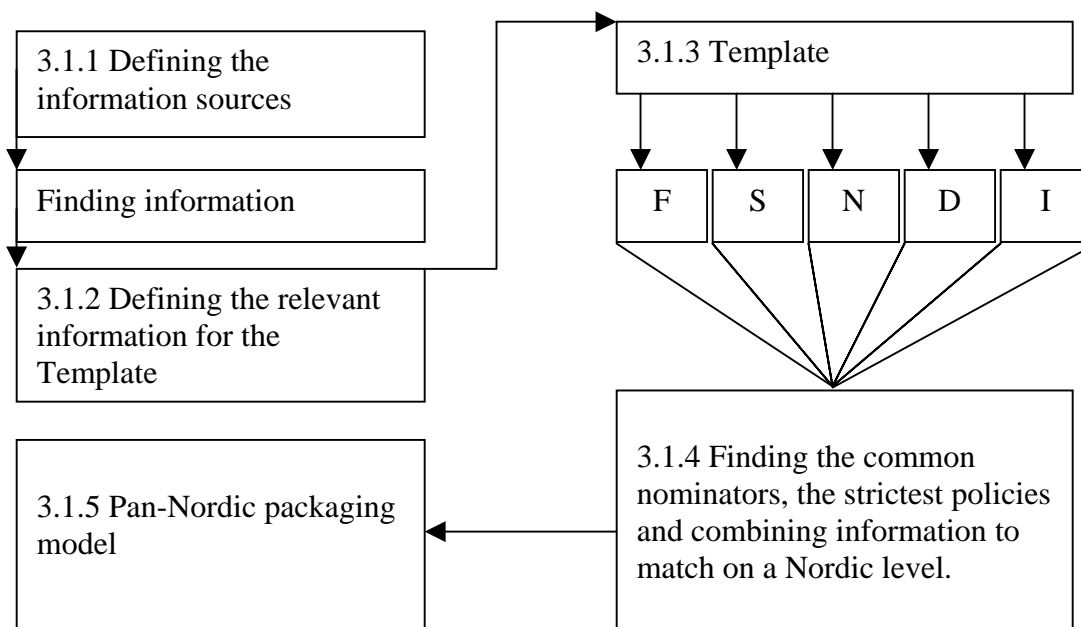 3.1.1 Defining the
information sources
Finding information
3.1.2 Defining the relevant
information for the
Template
3.1.3 Template
F S N D I
3.1.4 Finding the common
nominators, the strictest policies
and combining information to
match on a Nordic level.
3.1.5 Pan-Nordic packaging
model